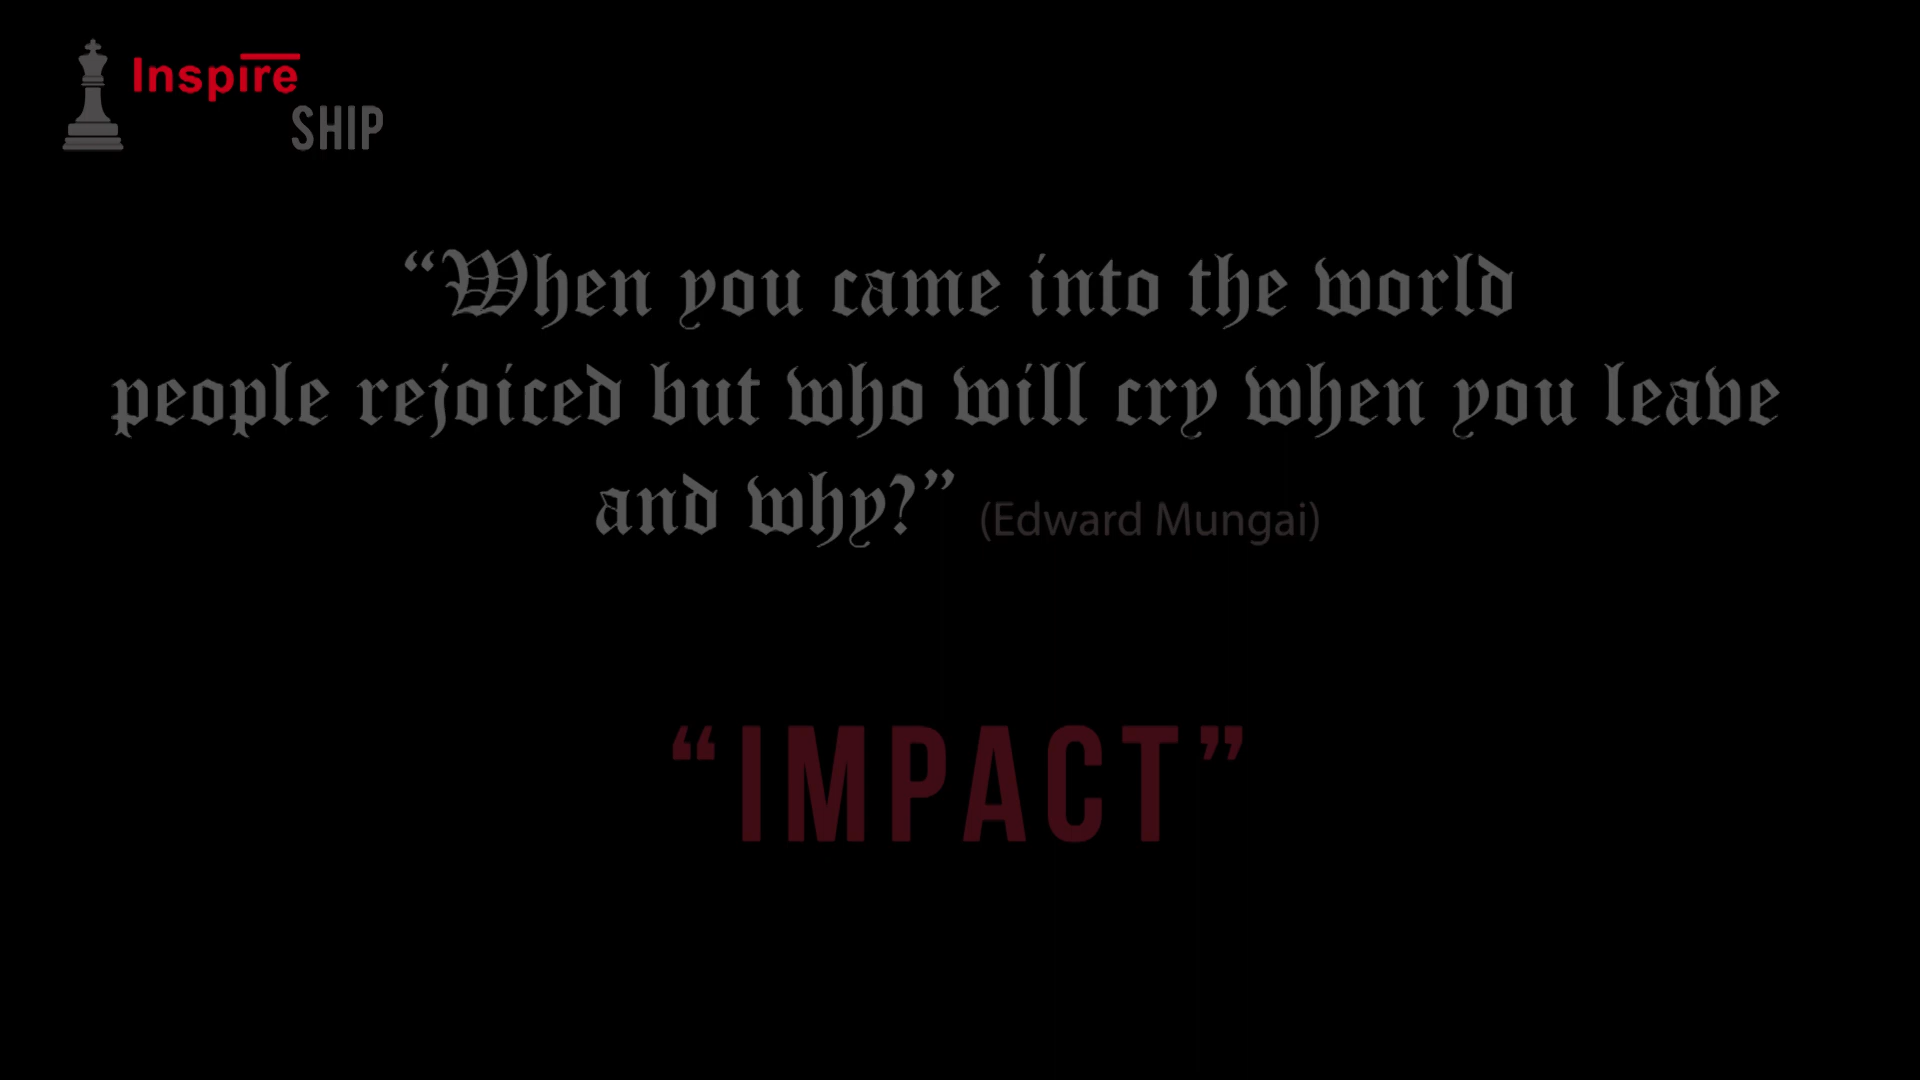 Inspire
SHIP
“When you came into the world
people rejoiced but who will cry when you leave
and why?” (Edward Mungai)
“IMPACT”